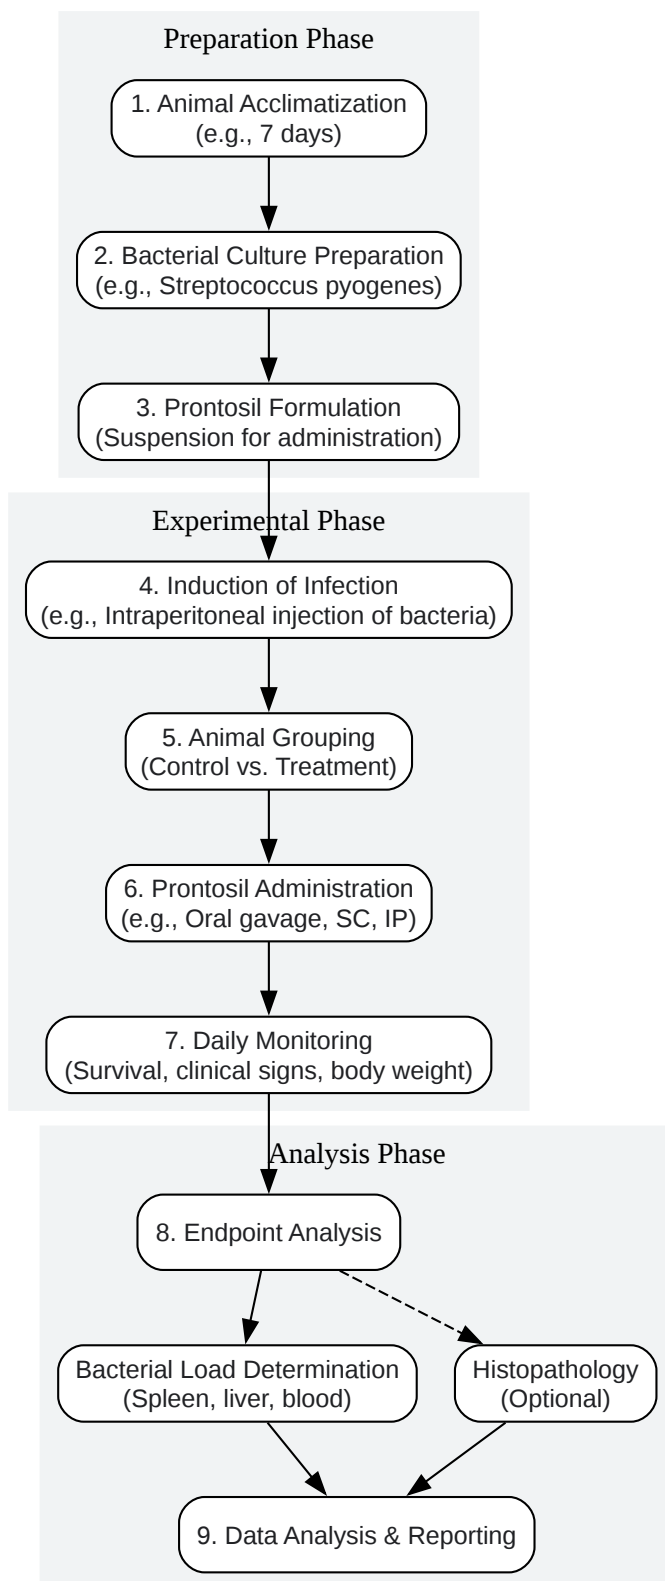 Preparation Phase
1. Animal Acclimatization
(e.g., 7 days)
2. Bacterial Culture Preparation
(e.g., Streptococcus pyogenes)
3. Prontosil Formulation
(Suspension for administration)
Experimental Phase
4. Induction of Infection
(e.g., Intraperitoneal injection of bacteria)
5. Animal Grouping
(Control vs. Treatment)
6. Prontosil Administration
(e.g., Oral gavage, SC, IP)
7. Daily Monitoring
(Survival, clinical signs, body weight)
Analysis Phase
8. Endpoint Analysis
Bacterial Load Determination
(Spleen, liver, blood)
Histopathology
(Optional)
9. Data Analysis & Reporting